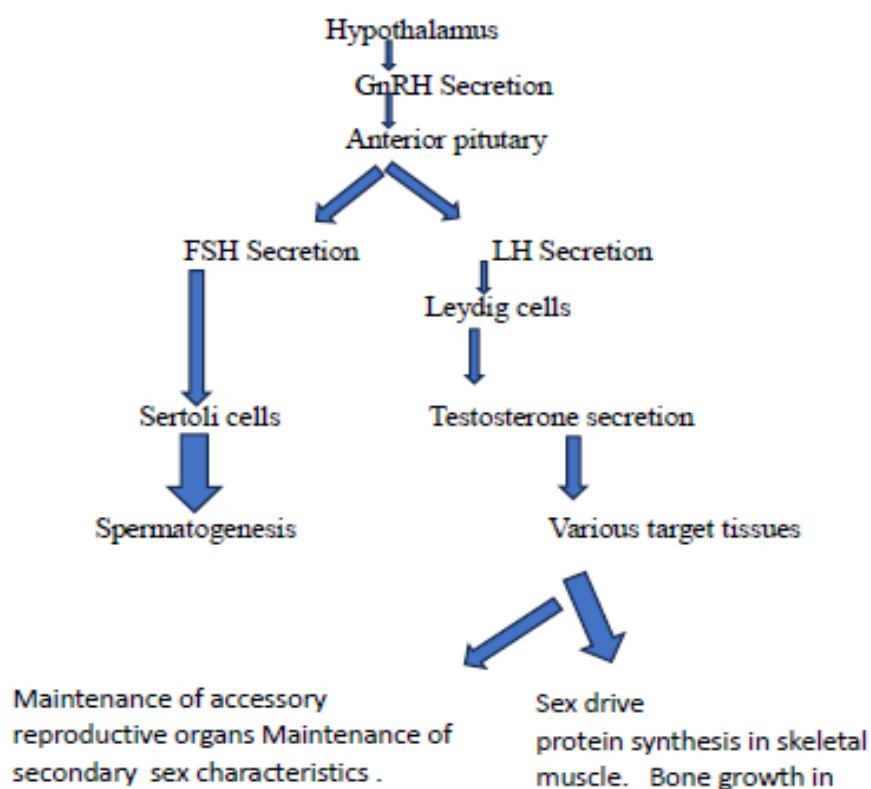 Hypothalamus
GnRH Secretion
Anterior pitutary
FSH Secretion
LH Secretion
Leydig cells
Sertoli cells
Testosterone secretion
Spermatogenesis
Various target tissues
Maintenance of accessory
reproductive organs Maintenance of
secondary sex characteristics .
Sex drive
protein synthesis in skeletal
muscle. Bone growth in